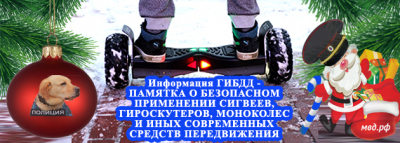 ПОЛИЦИЯ
Информация ГИБДД -
ПАМЯТКА О БЕЗОПАСНОМ
ПРИМЕНЕНИИ СИГВЕЕВ,
ГИРОСКУТЕРОВ, МОНОКОЛЕС
И ИНЫХ СОВРЕМЕННЫХ
СРЕДСТВ ПЕРЕДВИЖЕНИЯ
мвд.рф